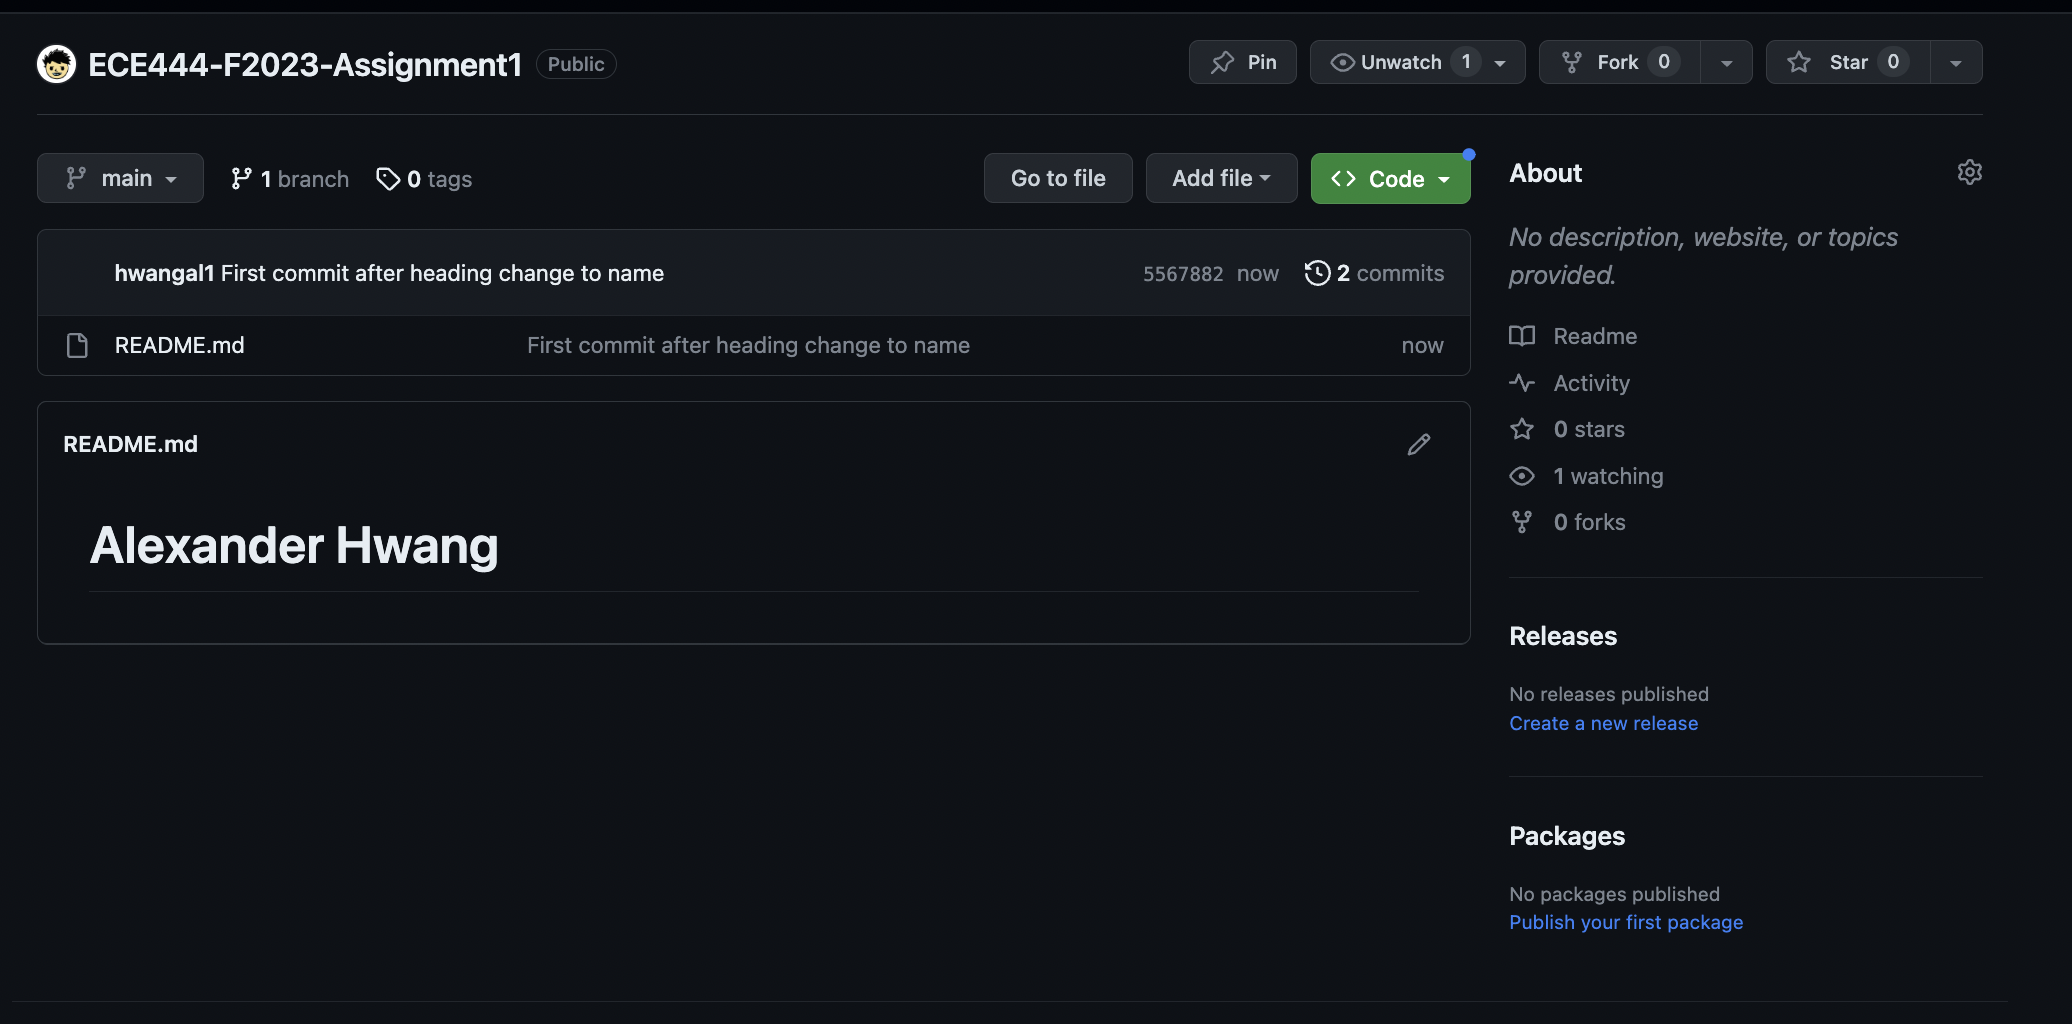 ECE444-F2023-Assignment1 Public
Pin
Unwatch 1
Fork 0
Star 0
main
1 branch
0 tags
Go to file
Add file
Code
hwangal1 First commit after heading change to name
5567882 now
2 commits
README.md
First commit after heading change to name
now
README.md
Alexander Hwang
About
No description, website, or topics
provided.
Readme
Activity
0 stars
1 watching
0 forks
Releases
No releases published
Create a new release
Packages
No packages published
Publish your first package